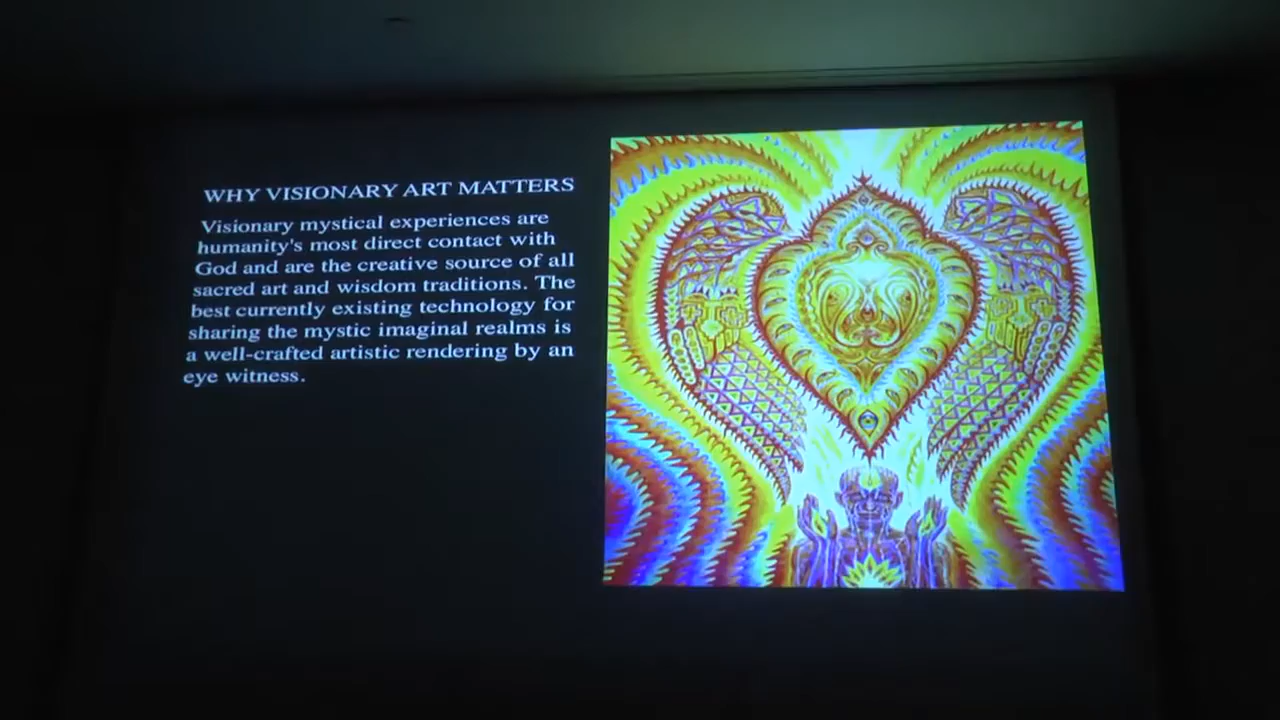 WHY VISIONARY ART MATTERS
Visionary mystical experiences are
humanity's most direct contact with
God and are the creative source of all
sacred art and wisdom traditions. The
best currently existing technology for
sharing the mystic imaginal realms is
a well-crafted artistic rendering by an
eye witness.